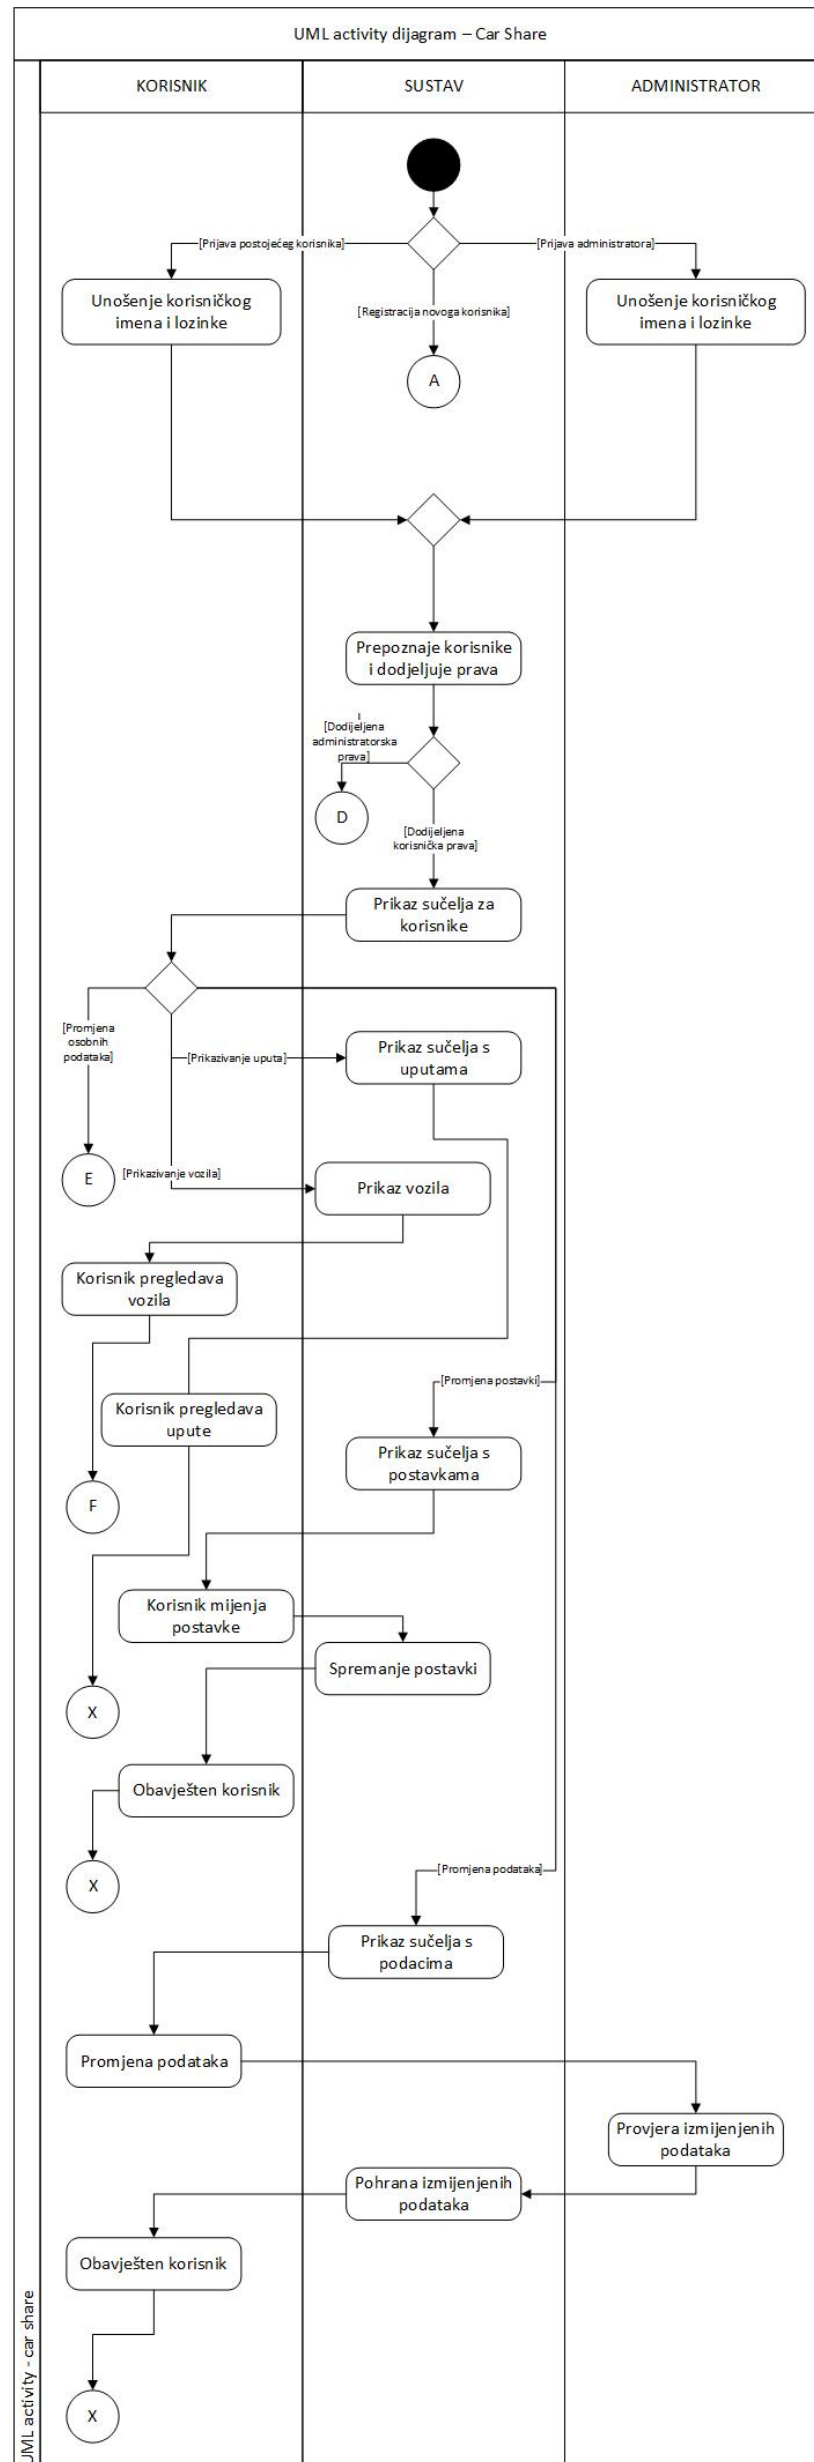 UML activity dijagram – Car Share
KORISNIK
SUSTAV
ADMINISTRATOR
[Prijava postojećeg korisnika]
[Prijava administratora]
Unošenje korisničkog
imena i lozinke
[Registracija novoga korisnika]
Unošenje korisničkog
imena i lozinke
A
Prepoznaje korisnike
i dodjeljuje prava
[Dodijeljena
administratorska
prava]
D
[Dodijeljena
korisnička prava]
Prikaz sučelja za
korisnike
[Promjena
osobnih
podataka]
[Prikazivanje uputa]
Prikaz sučelja s
uputama
E
[Prikazivanje vozila]
Prikaz vozila
Korisnik pregledava
vozila
[Promjena postavki]
Korisnik pregledava
upute
Prikaz sučelja s
postavkama
F
Korisnik mijenja
postavke
Spremanje postavki
X
Obavješten korisnik
X
[Promjena podataka]
Prikaz sučelja s
podacima
Promjena podataka
Provjera izmijenjenih
podataka
Pohrana izmijenjenih
podataka
Obavješten korisnik
X
UML activity - car share